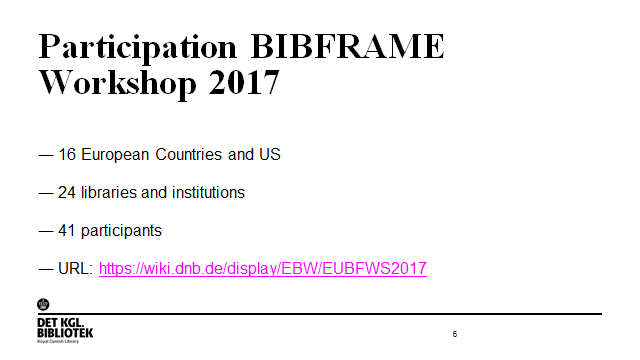 Participation BIBFRAME
Workshop 2017
— 16 European Countries and US
— 24 libraries and institutions
— 41 participants
— URL: https://wiki.dnb.de/display/EBW/EUBFWS2017
DET KGL.
BIBLIOTEK
Royal Danish Library
6